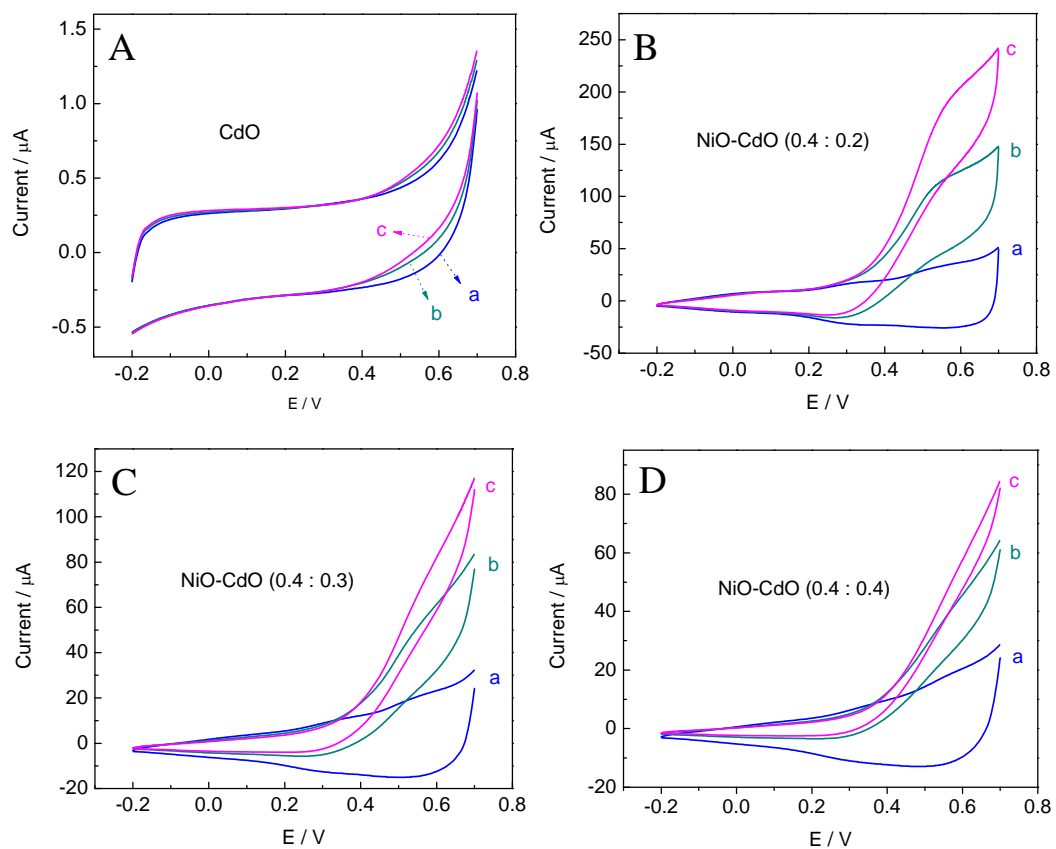 A
CdO
1.5
1.0
0.5
0.0
-0.5
Current / μA
-0.2
0.0
0.2
0.4
0.6
0.8
E / V
c
b
a
B
NiO-CdO (0.4 : 0.2)
250
200
150
100
50
0
-50
Current / μA
-0.2
0.0
0.2
0.4
0.6
0.8
E / V
c
b
a
C
NiO-CdO (0.4 : 0.3)
120
100
80
60
40
20
0
-20
Current / μA
-0.2
0.0
0.2
0.4
0.6
0.8
E / V
c
b
a
D
NiO-CdO (0.4 : 0.4)
80
60
40
20
0
-20
Current / μA
-0.2
0.0
0.2
0.4
0.6
0.8
E / V
c
b
a